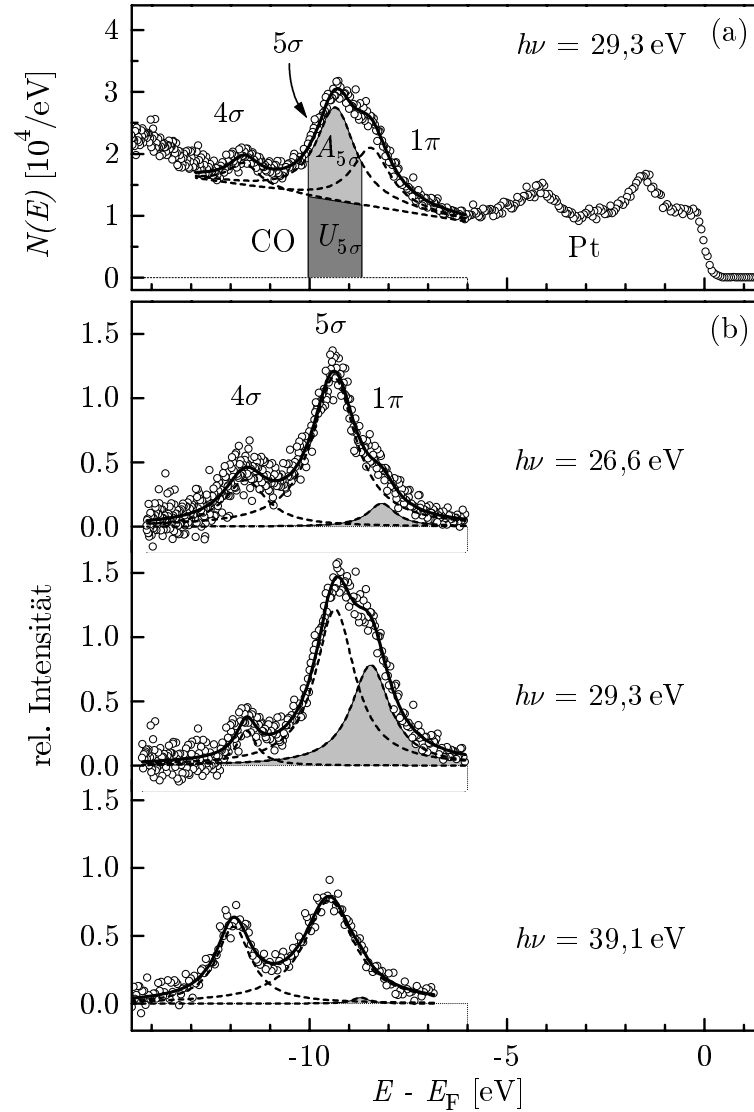 (a)
hν = 29,3 eV
5σ
4σ
1π
A5σ
U5σ
CO
Pt
N(E) [10^4/eV]
4
3
2
1
0
(b)
5σ
4σ
1π
hν = 26,6 eV
1.5
1.0
0.5
0.0
hν = 29,3 eV
1.5
1.0
0.5
0.0
rel. Intensität
hν = 39,1 eV
1.5
1.0
0.5
0.0
-10 -5 0
E - EF [eV]